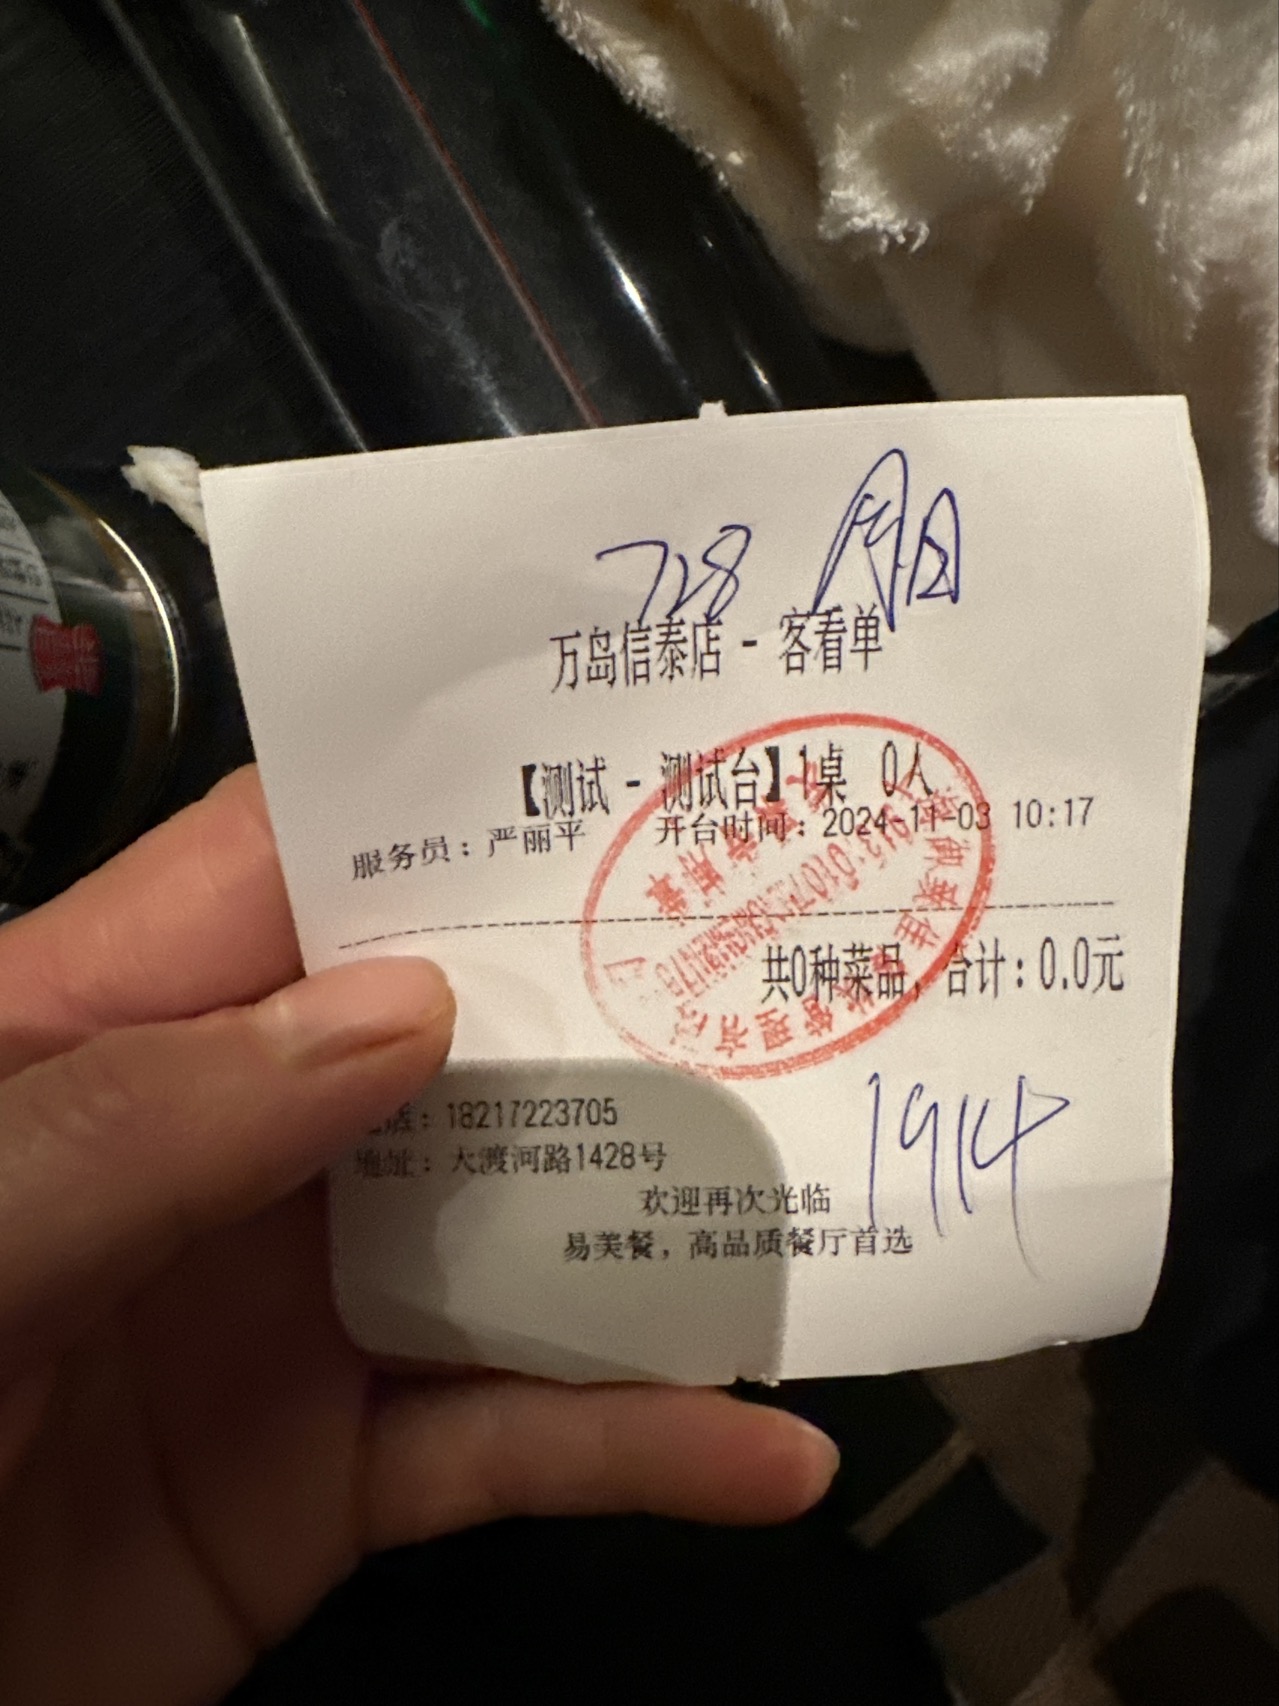 728
万岛信泰店 - 客看单
【测试 - 测试台】1桌 0人
服务员：严丽平 开台时间：2024-11-03 10:17
共0种菜品，合计：0.0元
1914
电话：18217223705
地址：大渡河路1428号
欢迎再次光临
易美餐，高品质餐厅首选